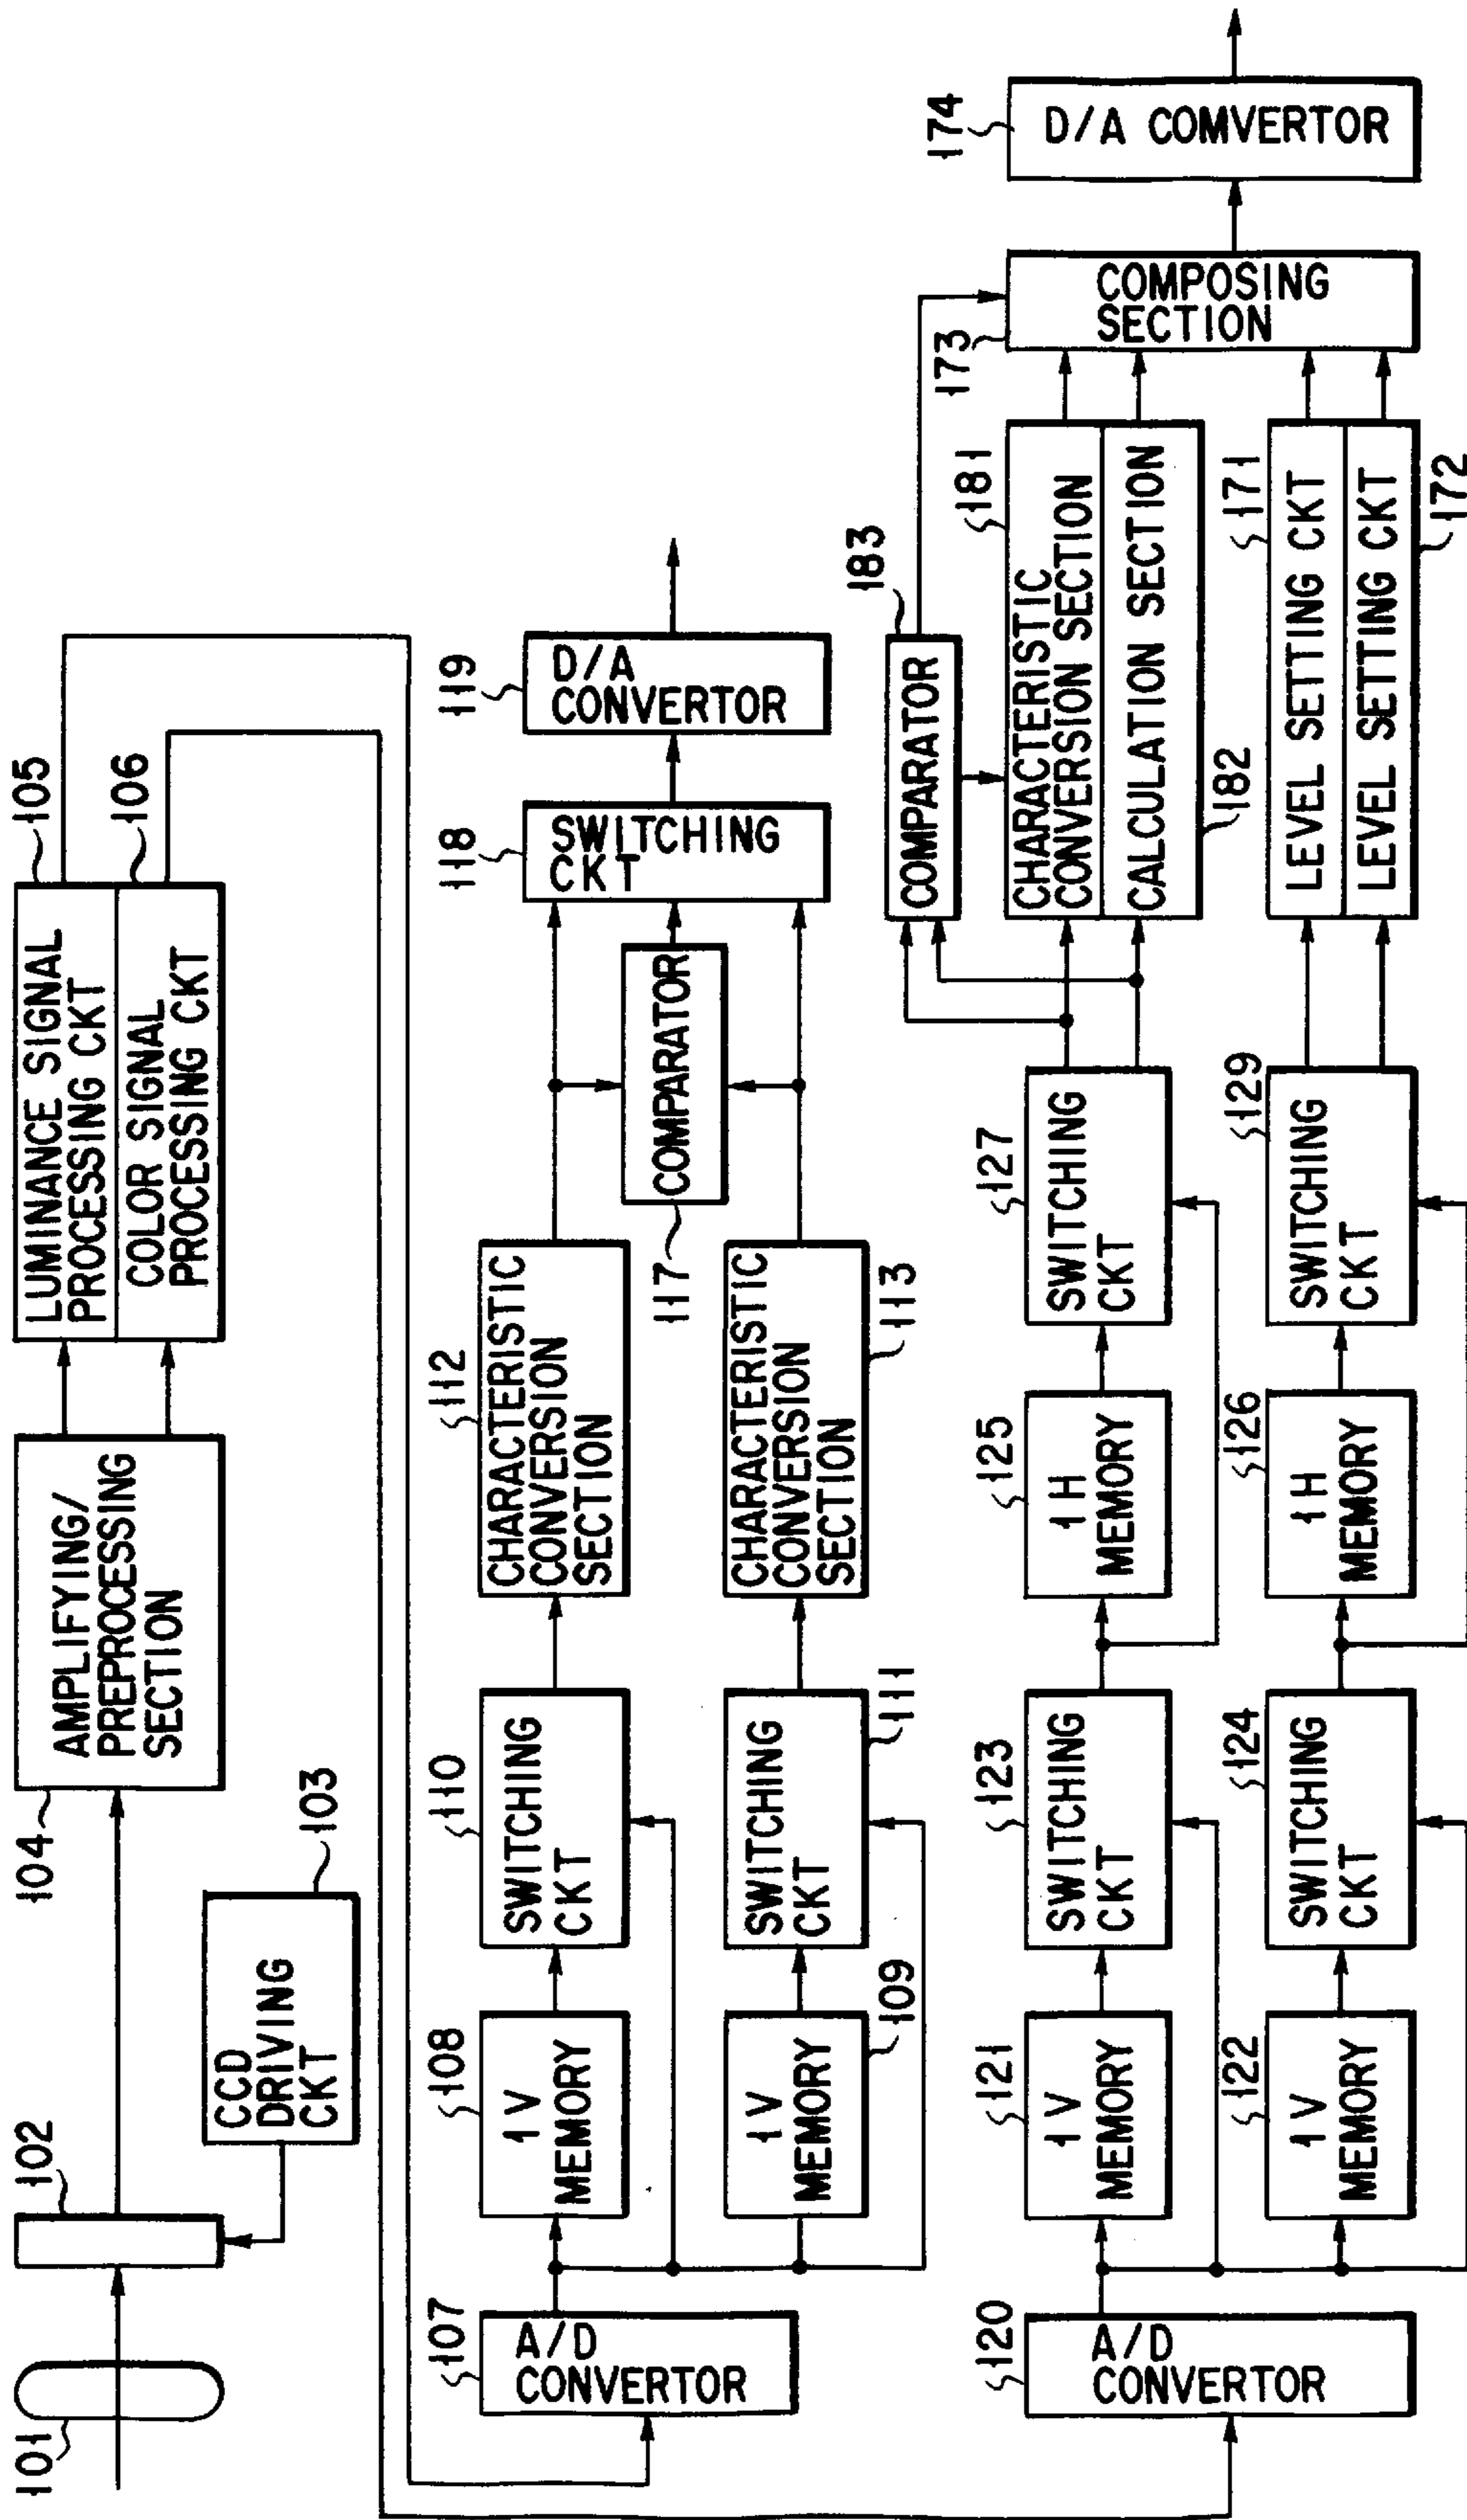 101
102
CCD
DRIVING
CKT
103
104
AMPLIFYING/
PREPROCESSING
SECTION
LUMINANCE SIGNAL
PROCESSING CKT
105
COLOR SIGNAL
PROCESSING CKT
106
107
A/D
CONVERTOR
108
1V
MEMORY
110
SWITCHING
CKT
112
CHARACTERISTIC
CONVERSION
SECTION
109
1V
MEMORY
111
SWITCHING
CKT
113
CHARACTERISTIC
CONVERSION
SECTION
117
COMPARATOR
118
SWITCHING
CKT
119
D/A
CONVERTOR
120
A/D
CONVERTOR
121
1V
MEMORY
123
SWITCHING
CKT
125
1H
MEMORY
127
SWITCHING
CKT
183
COMPARATOR
181
CHARACTERISTIC
CONVERSION SECTION
CALCULATION SECTION
182
122
1V
MEMORY
124
SWITCHING
CKT
126
1H
MEMORY
129
SWITCHING
CKT
171
LEVEL SETTING CKT
LEVEL SETTING CKT
172
173
COMPOSING
SECTION
174
D/A COMVERTOR